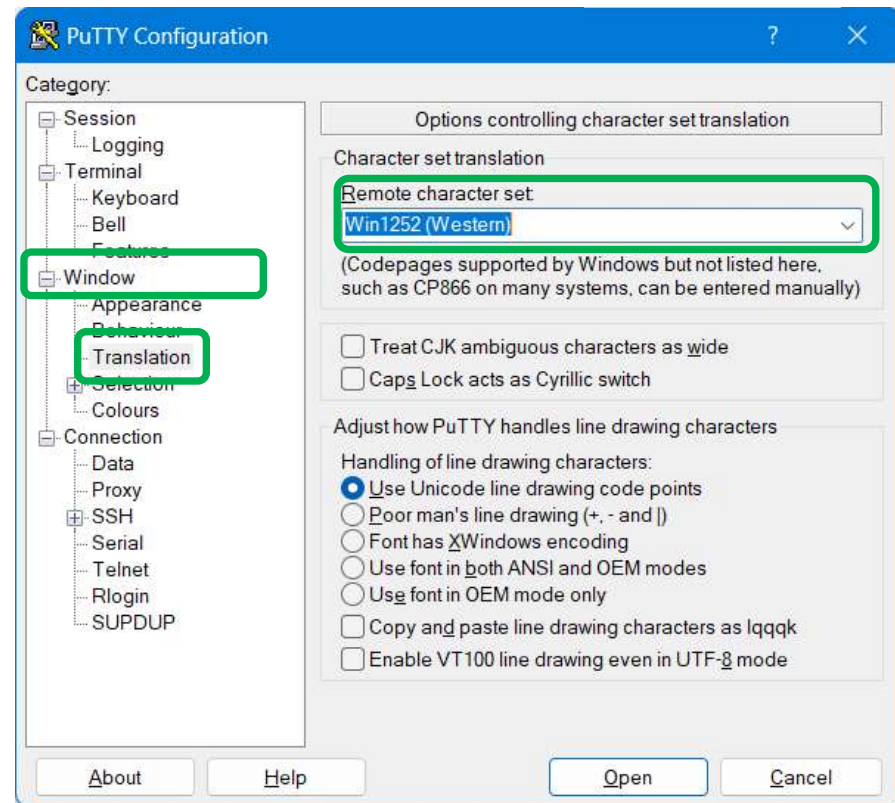 PuTTY Configuration
?
Category:
Session
Logging
Terminal
Keyboard
Bell
Features
Window
Appearance
Behaviour
Translation
Selection
Colours
Connection
Data
Proxy
SSH
Serial
Telnet
Rlogin
SUPDUP
Options controlling character set translation
Character set translation
Remote character set:
Win1252 (Western)
(Codepages supported by Windows but not listed here,
such as CP866 on many systems, can be entered manually)
Treat CJK ambiguous characters as wide
Caps Lock acts as Cyrillic switch
Adjust how PuTTY handles line drawing characters
Handling of line drawing characters:
Use Unicode line drawing code points
Poor man's line drawing (+, - and |)
Font has XWindows encoding
Use font in both ANSI and OEM modes
Use font in OEM mode only
Copy and paste line drawing characters as lqqqk
Enable VT100 line drawing even in UTF-8 mode
About
Help
Open
Cancel